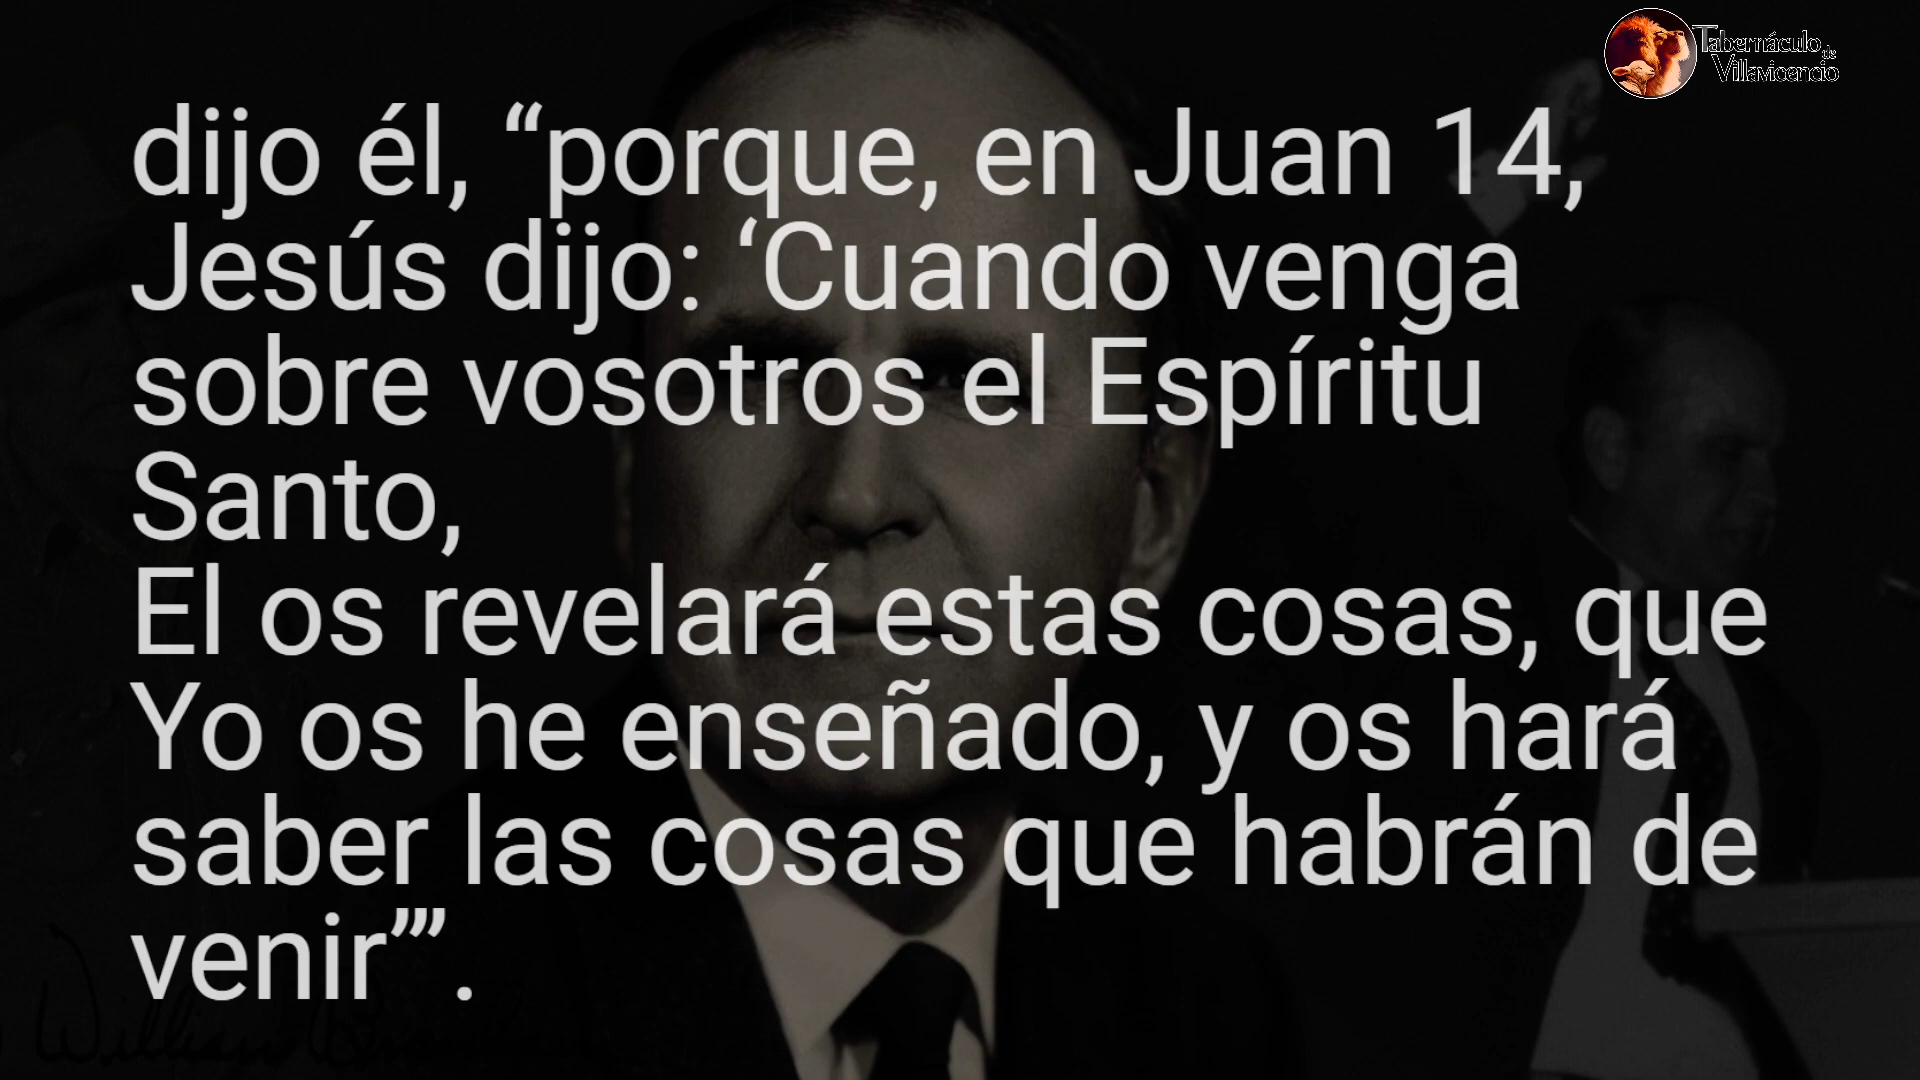 Tabernáculo
de
Villavicencio
dijo él, “porque, en Juan 14,
Jesús dijo: ‘Cuando venga
sobre vosotros el Espíritu
Santo,
El os revelará estas cosas, que
Yo os he enseñado, y os hará
saber las cosas que habrán de
venir’”.
William